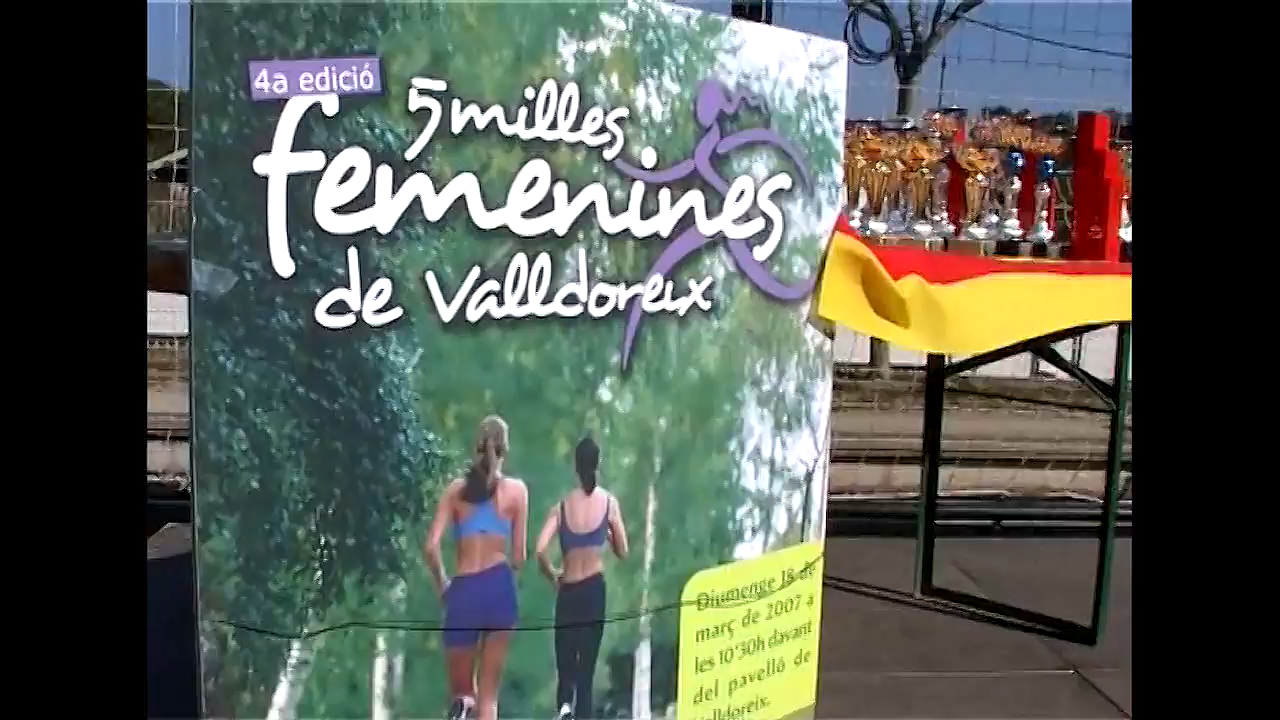 4a edició
5 milles
femenines
de Valldoreix
Diumenge 18 de
març de 2007 a
les 10'30h davant
del pavelló de
Valldoreix.